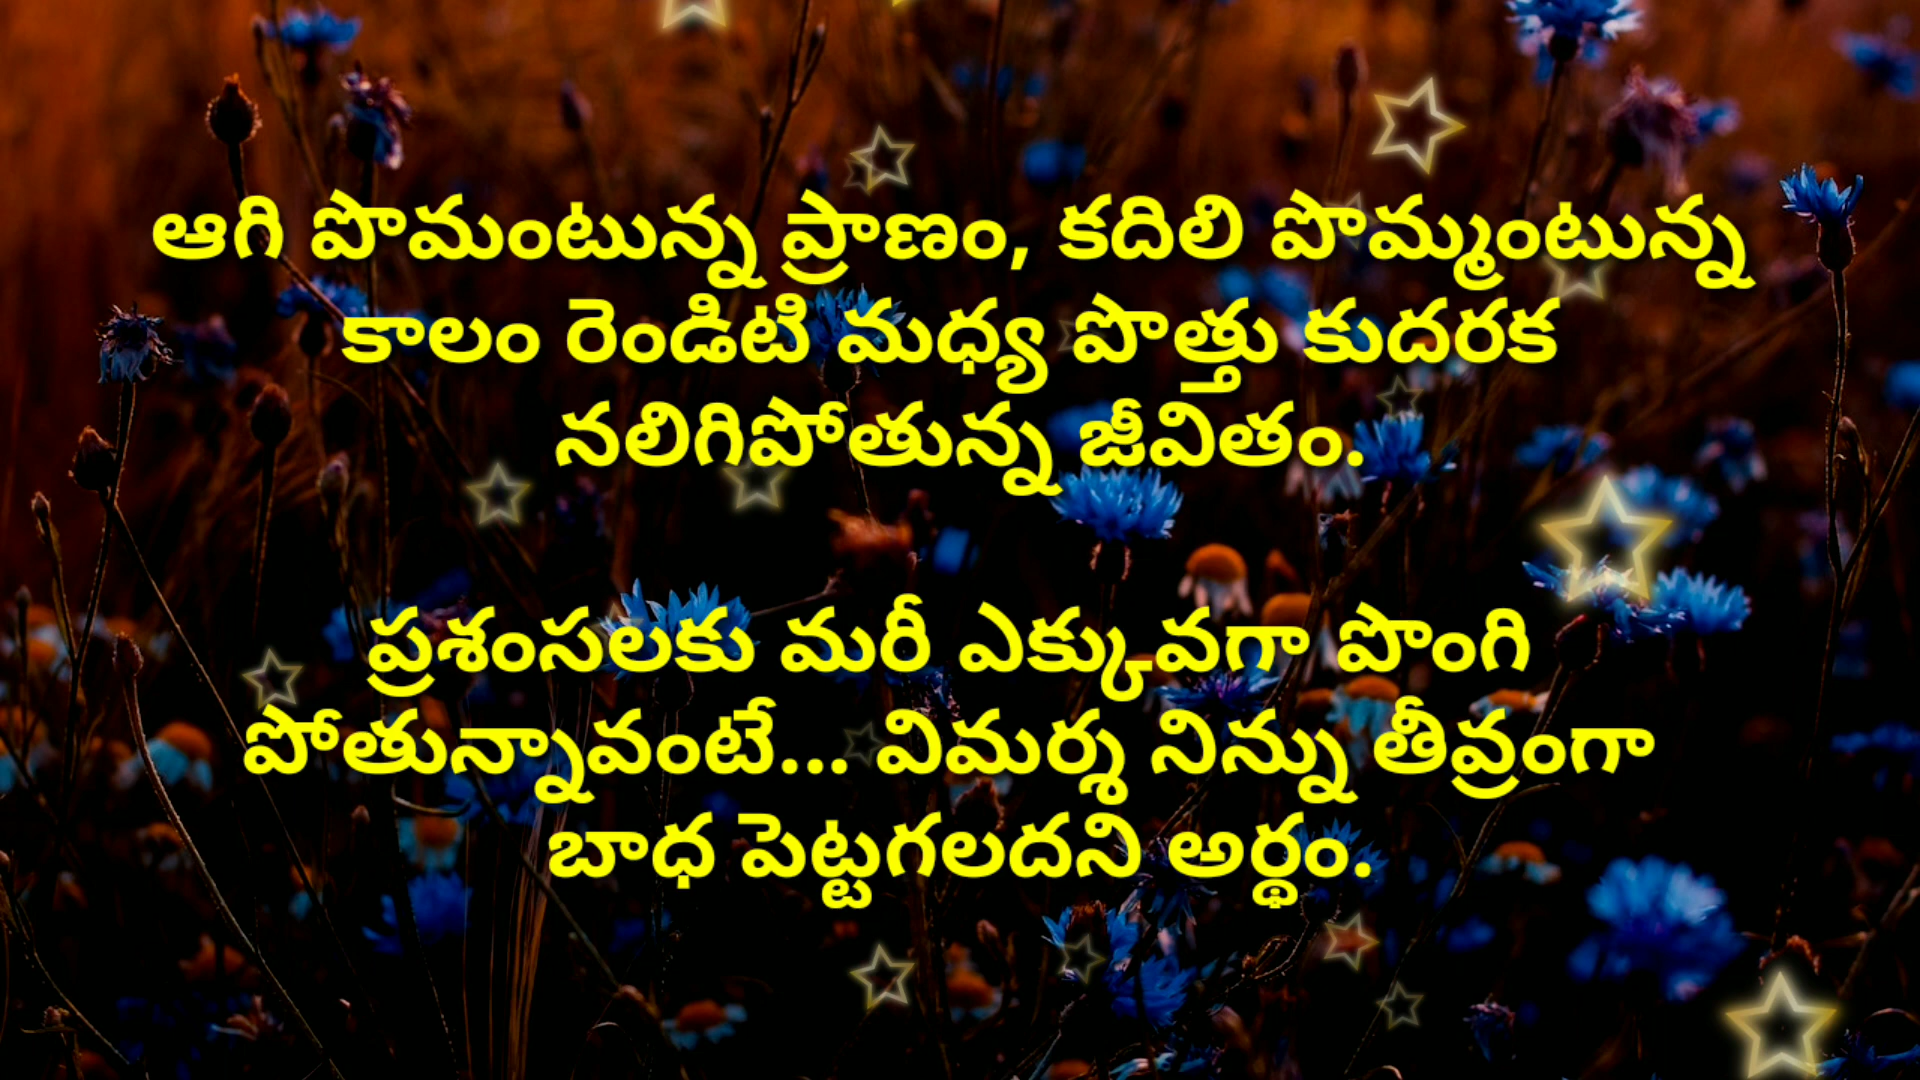 ఆగి పొమంటున్న ప్రాణం, కదిలి పొమ్మంటున్న
కాలం రెండిటి మధ్య పొత్తు కుదరక
నలిగిపోతున్న జీవితం.
ప్రశంసలకు మరీ ఎక్కువగా పొంగి
పోతున్నావంటే... విమర్శ నిన్ను తీవ్రంగా
బాధ పెట్టగలదని అర్థం.